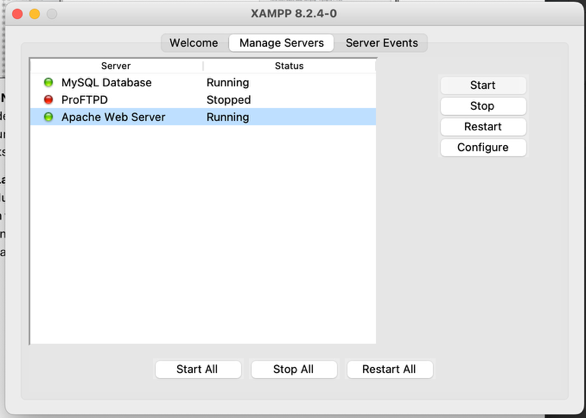 XAMPP 8.2.4-0
Welcome Manage Servers Server Events
Server Status
MySQL Database Running
ProFTPD Stopped
Apache Web Server Running
Start
Stop
Restart
Configure
Start All Stop All Restart All